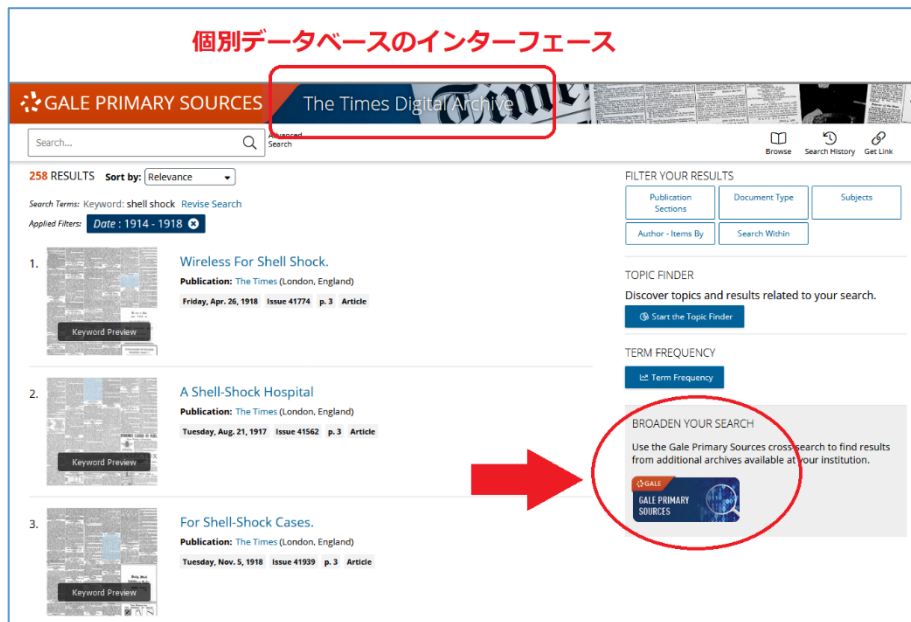 個別データベースのインターフェース
GALE PRIMARY SOURCES
The Times Digital Archive
Time
Search...
Advanced
Search
Browse
Search History
Get Link
258 RESULTS Sort by: Relevance
Search Terms: Keyword: shell shock Revise Search
Applied Filters: Date : 1914 - 1918
1.
Keyword Preview
Wireless For Shell Shock.
Publication: The Times (London, England)
Friday, Apr. 26, 1918 Issue 41774 p. 3 Article
2.
Keyword Preview
A Shell-Shock Hospital
Publication: The Times (London, England)
Tuesday, Aug. 21, 1917 Issue 41562 p. 3 Article
3.
Keyword Preview
For Shell-Shock Cases.
Publication: The Times (London, England)
Tuesday, Nov. 5, 1918 Issue 41939 p. 3 Article
FILTER YOUR RESULTS
Publication
Sections
Document Type
Subjects
Author - Items By
Search Within
TOPIC FINDER
Discover topics and results related to your search.
Start the Topic Finder
TERM FREQUENCY
Term Frequency
BROADEN YOUR SEARCH
Use the Gale Primary Sources cross-search to find results
from additional archives available at your institution.
GALE
GALE PRIMARY
SOURCES